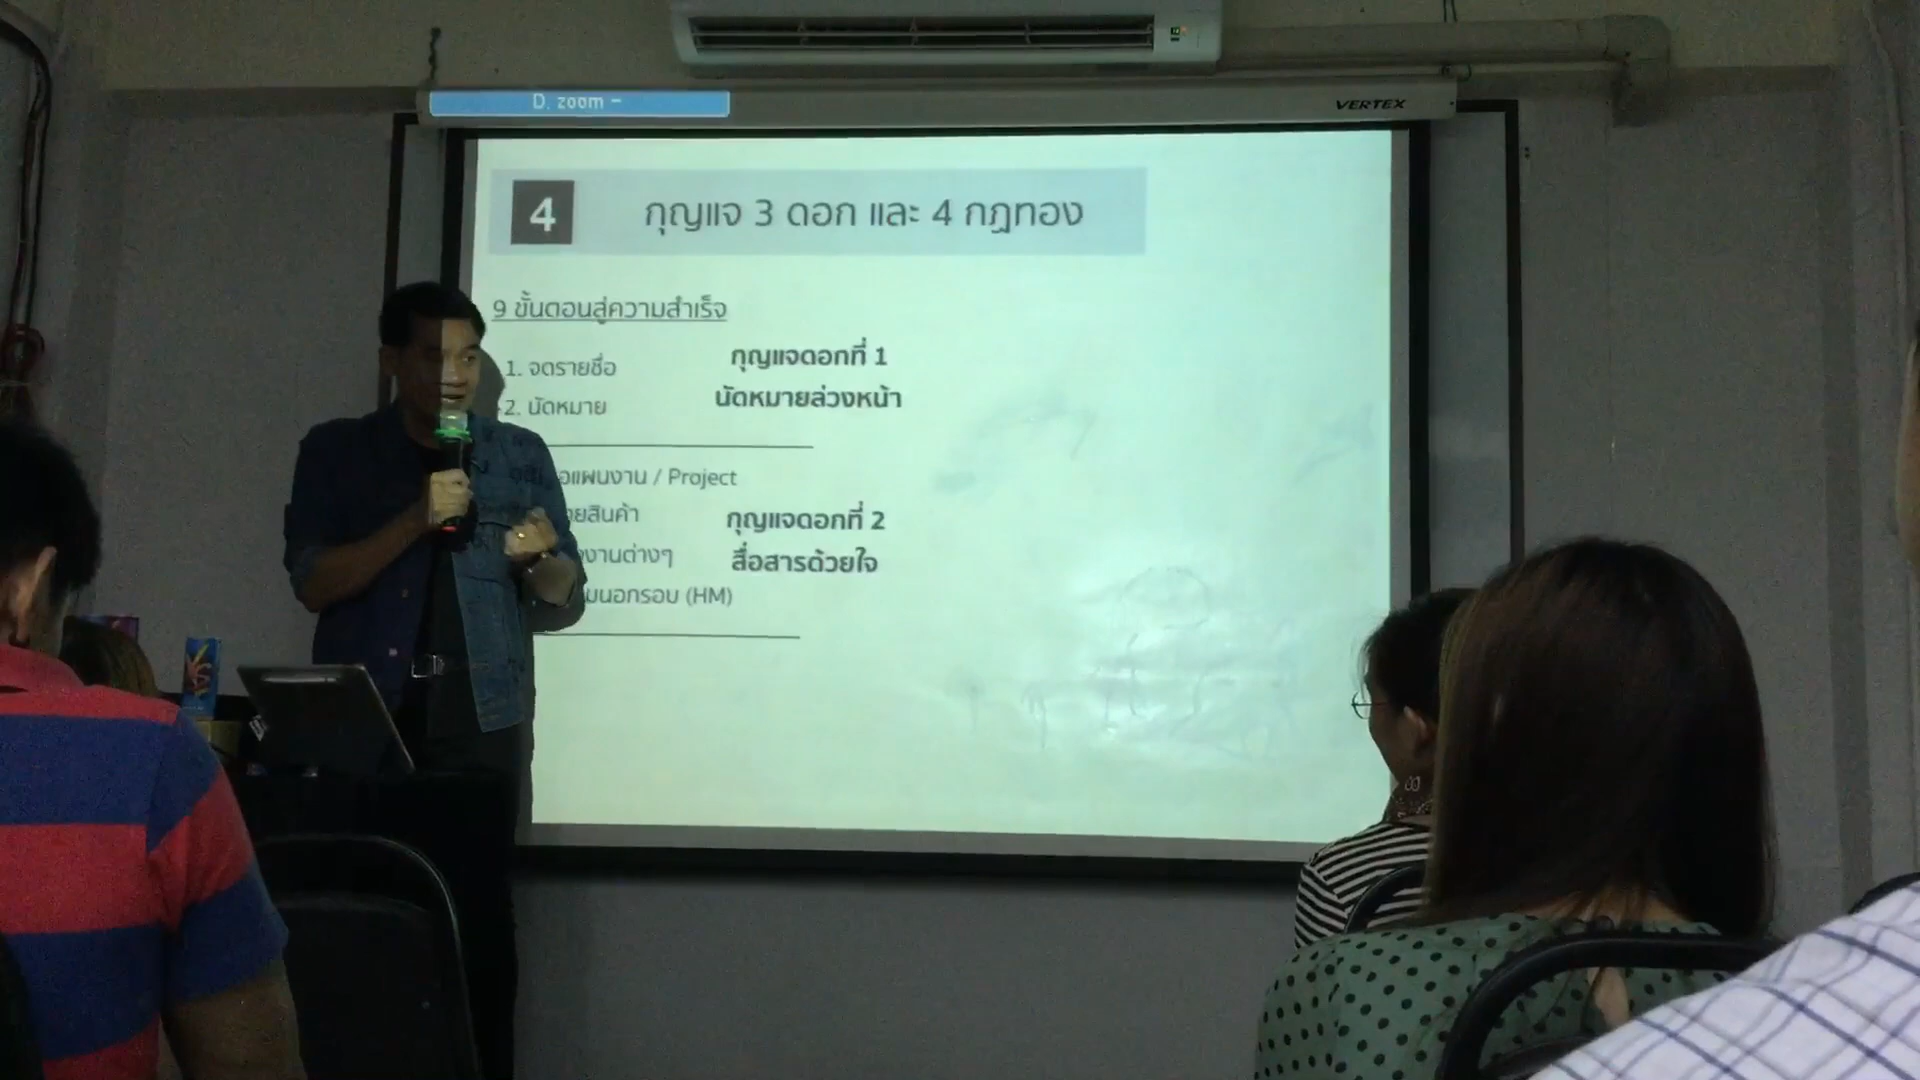 D. zoom -
VERTEX
4 กุญแจ 3 ดอก และ 4 กฎทอง
9 ขั้นตอนสู่ความสำเร็จ
1. จดรายชื่อ
กุญแจดอกที่ 1
2. นัดหมาย
นัดหมายล่วงหน้า
แผนงาน / Project
สินค้า
กุญแจดอกที่ 2
งานต่างๆ
สื่อสารด้วยใจ
นอกรอบ (HM)